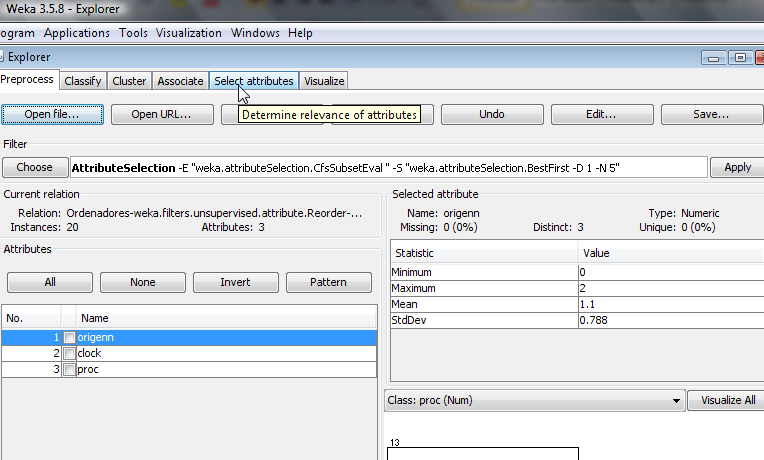 Weka 3.5.8 - Explorer
ogram Applications Tools Visualization Windows Help
Explorer
Preprocess Classify Cluster Associate Select attributes Visualize
Open file... Open URL... Undo Edit... Save...
Determine relevance of attributes
Filter
Choose AttributeSelection -E "weka.attributeSelection.CfsSubsetEval " -S "weka.attributeSelection.BestFirst -D 1 -N 5" Apply
Current relation
Relation: Ordenadores-weka.filters.unsupervised.attribute.Reorder-...
Instances: 20 Attributes: 3
Selected attribute
Name: origenn Type: Numeric
Missing: 0 (0%) Distinct: 3 Unique: 0 (0%)
Attributes
All None Invert Pattern
No. Name
1 origenn
2 clock
3 proc
Statistic Value
Minimum 0
Maximum 2
Mean 1.1
StdDev 0.788
Class: proc (Num) Visualize All
13